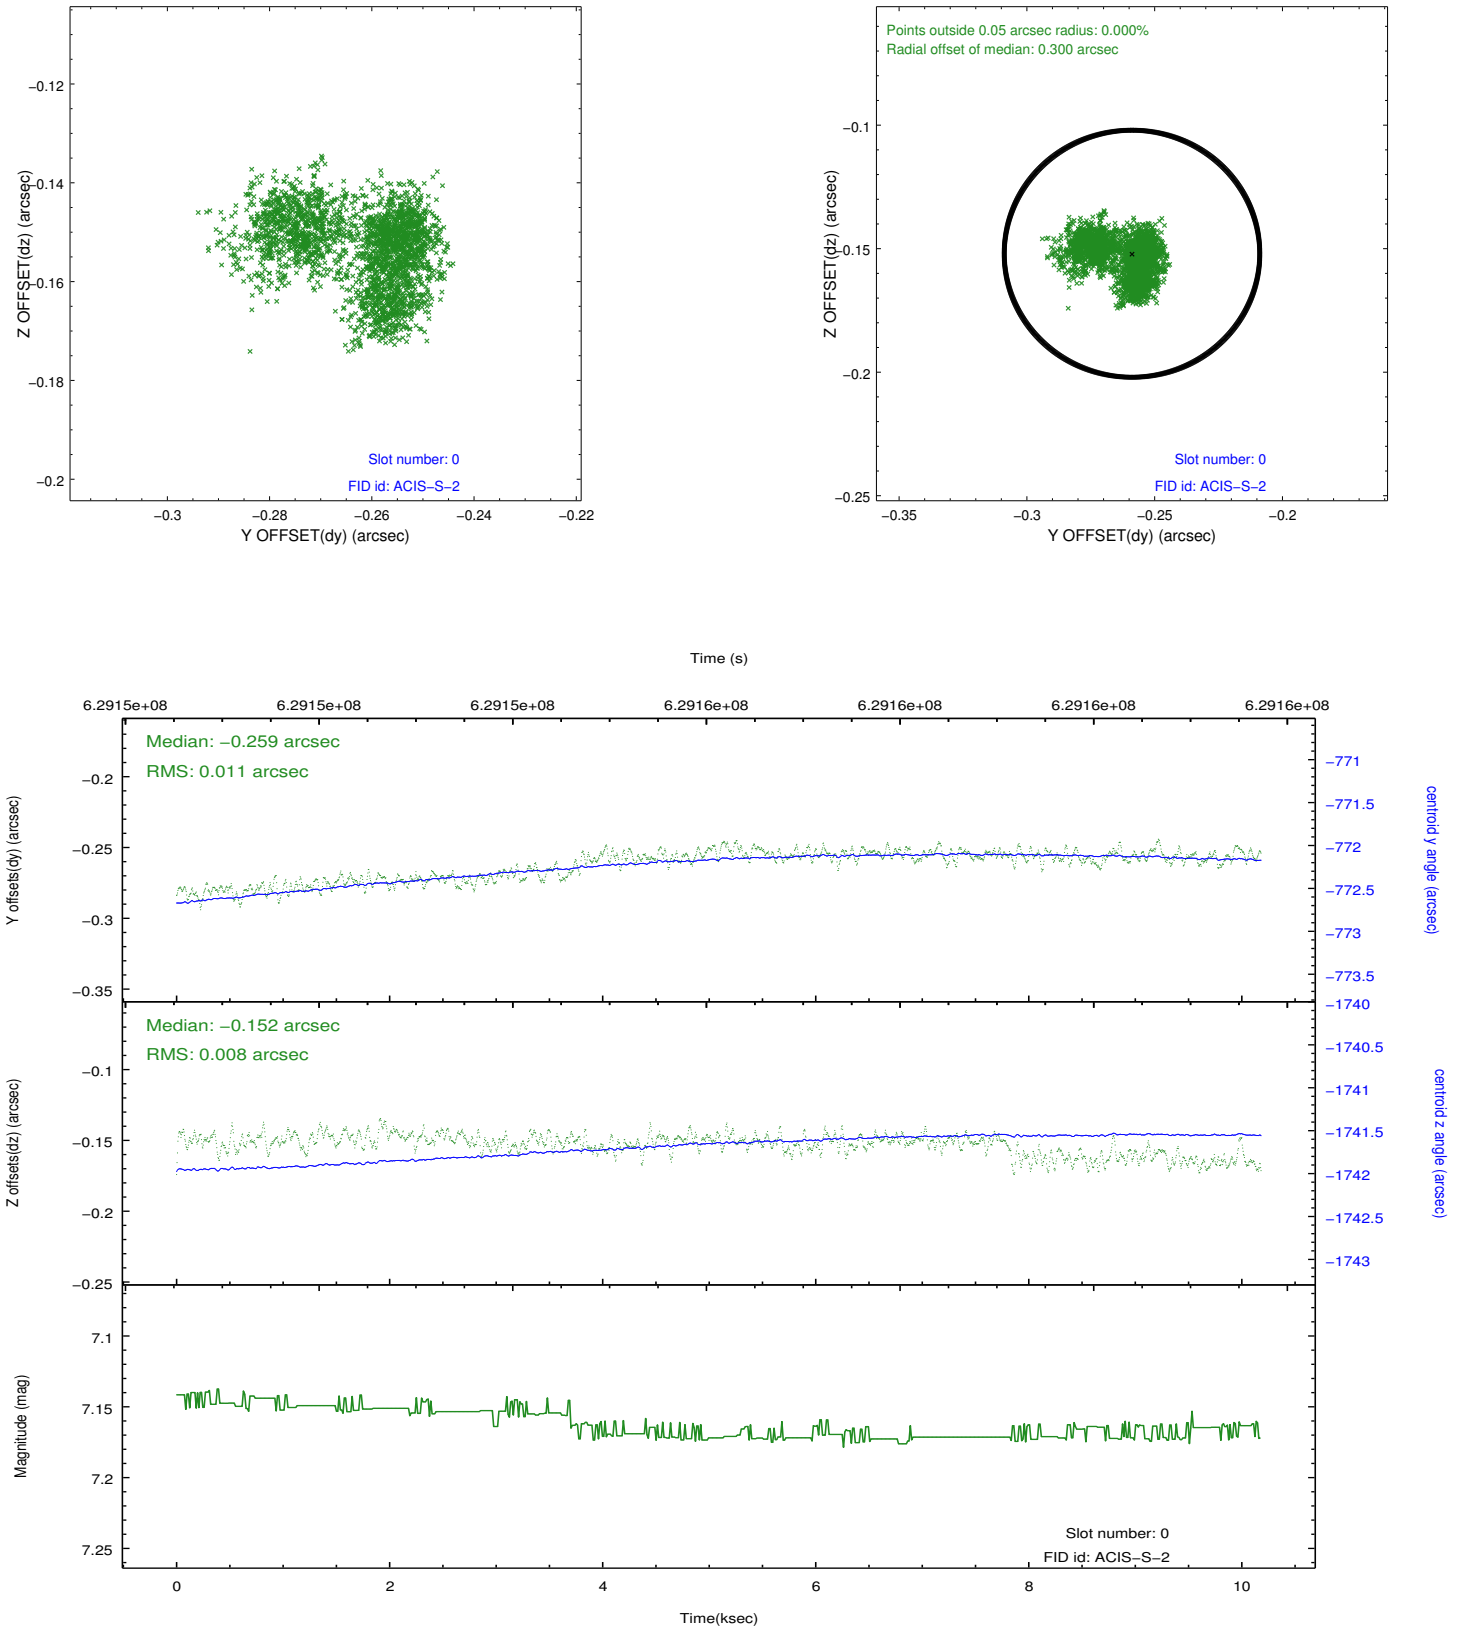 −0.12
−0.14
−0.16
−0.18
−0.2
Z OFFSET(dz) (arcsec)
Slot number: 0
FID id: ACIS−S−2
−0.3 −0.28 −0.26 −0.24 −0.22
Y OFFSET(dy) (arcsec)
Points outside 0.05 arcsec radius: 0.000%
Radial offset of median: 0.300 arcsec
−0.1
−0.15
−0.2
−0.25
Z OFFSET(dz) (arcsec)
Slot number: 0
FID id: ACIS−S−2
−0.35 −0.3 −0.25 −0.2
Y OFFSET(dy) (arcsec)
Time (s)
6.2915e+08 6.2915e+08 6.2915e+08 6.2916e+08 6.2916e+08 6.2916e+08 6.2916e+08
Median: −0.259 arcsec
RMS: 0.011 arcsec
−0.2
−0.25
−0.3
−0.35
Y offsets(dy) (arcsec)
−771
−771.5
−772
−772.5
−773
−773.5
centroid y angle (arcsec)
Median: −0.152 arcsec
RMS: 0.008 arcsec
−0.1
−0.15
−0.2
−0.25
Z offsets(dz) (arcsec)
−1740
−1740.5
−1741
−1741.5
−1742
−1742.5
−1743
centroid z angle (arcsec)
7.1
7.15
7.2
7.25
Magnitude (mag)
Slot number: 0
FID id: ACIS−S−2
0 2 4 6 8 10
Time(ksec)